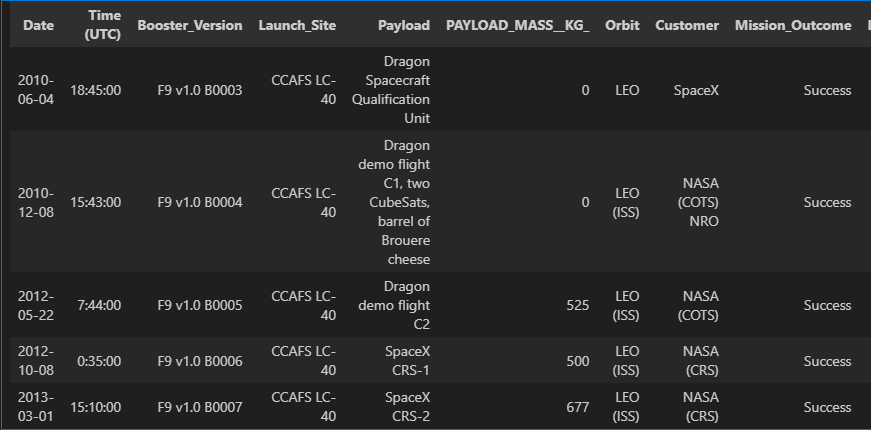 Date Time (UTC) Booster_Version Launch_Site Payload PAYLOAD_MASS__KG_ Orbit Customer Mission_Outcome
2010-06-04 18:45:00 F9 v1.0 B0003 CCAFS LC-40 Dragon Spacecraft Qualification Unit 0 LEO SpaceX Success
2010-12-08 15:43:00 F9 v1.0 B0004 CCAFS LC-40 Dragon demo flight C1, two CubeSats, barrel of Brouere cheese 0 LEO (ISS) NASA (COTS) NRO Success
2012-05-22 7:44:00 F9 v1.0 B0005 CCAFS LC-40 Dragon demo flight C2 525 LEO (ISS) NASA (COTS) Success
2012-10-08 0:35:00 F9 v1.0 B0006 CCAFS LC-40 SpaceX CRS-1 500 LEO (ISS) NASA (CRS) Success
2013-03-01 15:10:00 F9 v1.0 B0007 CCAFS LC-40 SpaceX CRS-2 677 LEO (ISS) NASA (CRS) Success